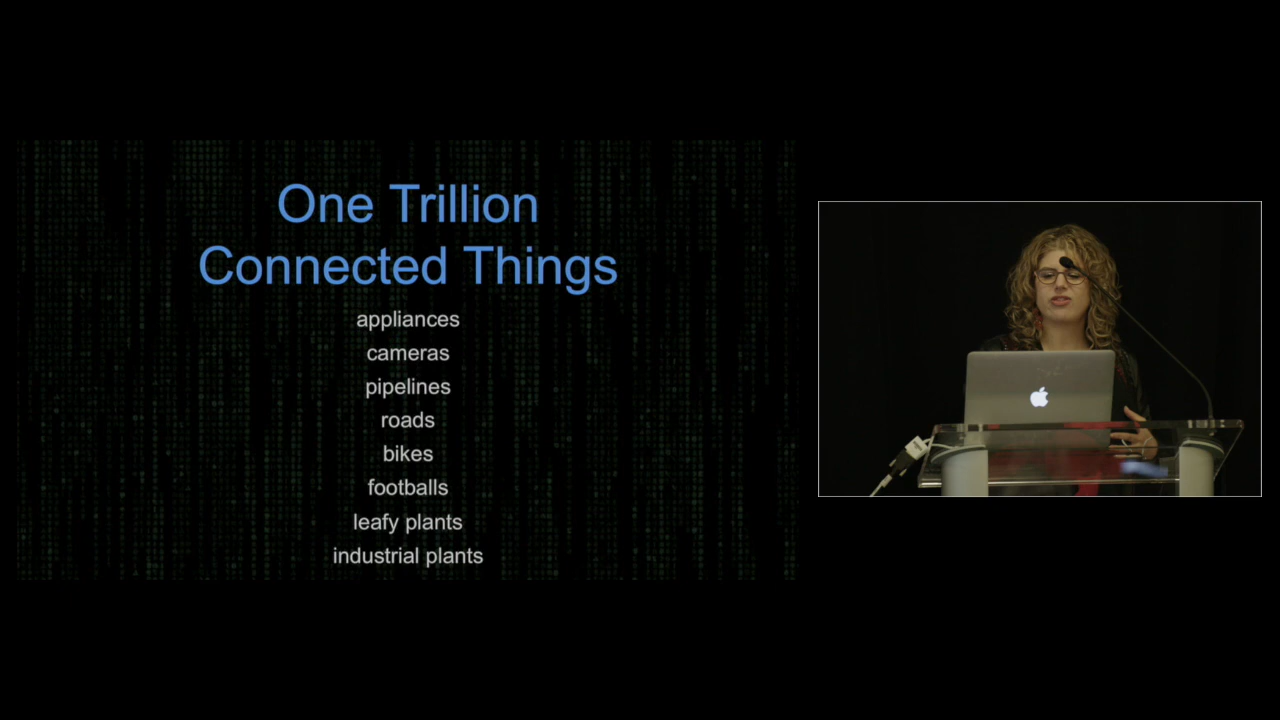 One Trillion
Connected Things
appliances
cameras
pipelines
roads
bikes
footballs
leafy plants
industrial plants